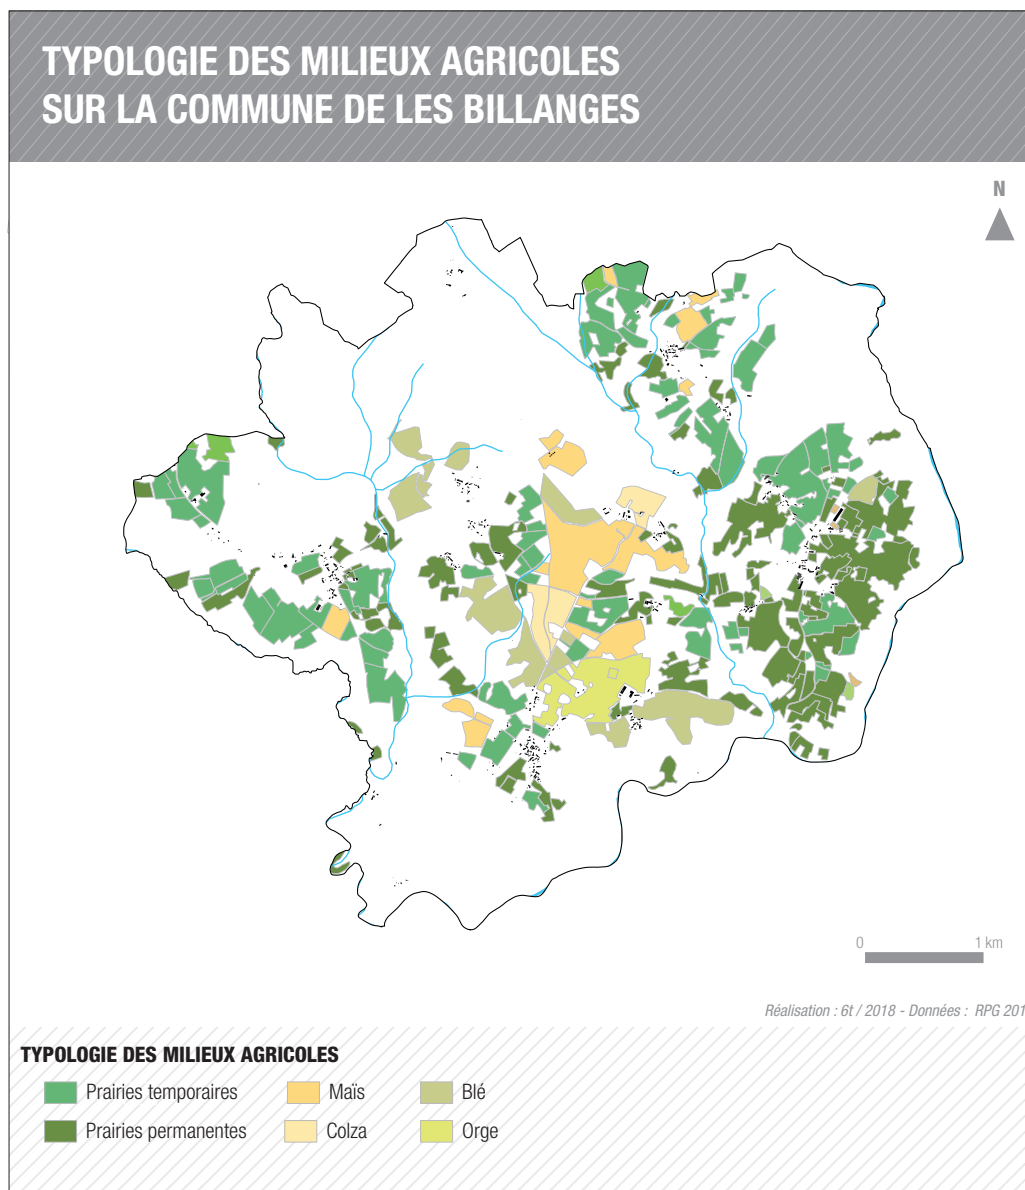 TYPOLOGIE DES MILIEUX AGRICOLES
SUR LA COMMUNE DE LES BILLANGES
N
0 1 km
Réalisation : 6t / 2018 - Données : RPG 201
TYPOLOGIE DES MILIEUX AGRICOLES
Prairies temporaires Maïs Blé
Prairies permanentes Colza Orge